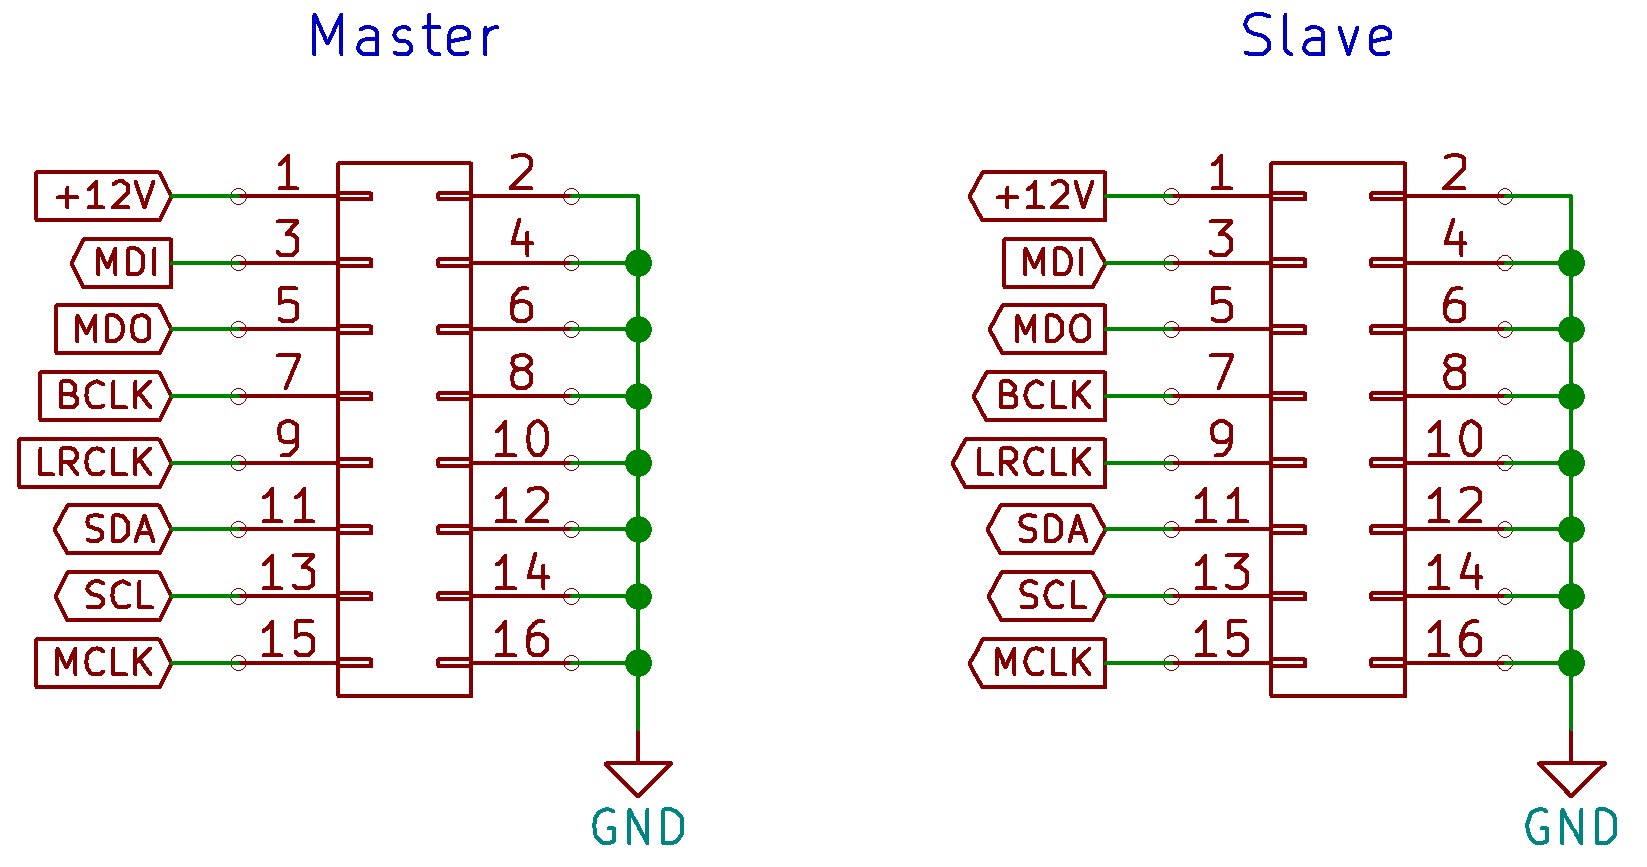 Master
Slave
+12V 1 2
MDI 3 4
MDO 5 6
BCLK 7 8
LRCLK 9 10
SDA 11 12
SCL 13 14
MCLK 15 16
GND
+12V 1 2
MDI 3 4
MDO 5 6
BCLK 7 8
LRCLK 9 10
SDA 11 12
SCL 13 14
MCLK 15 16
GND